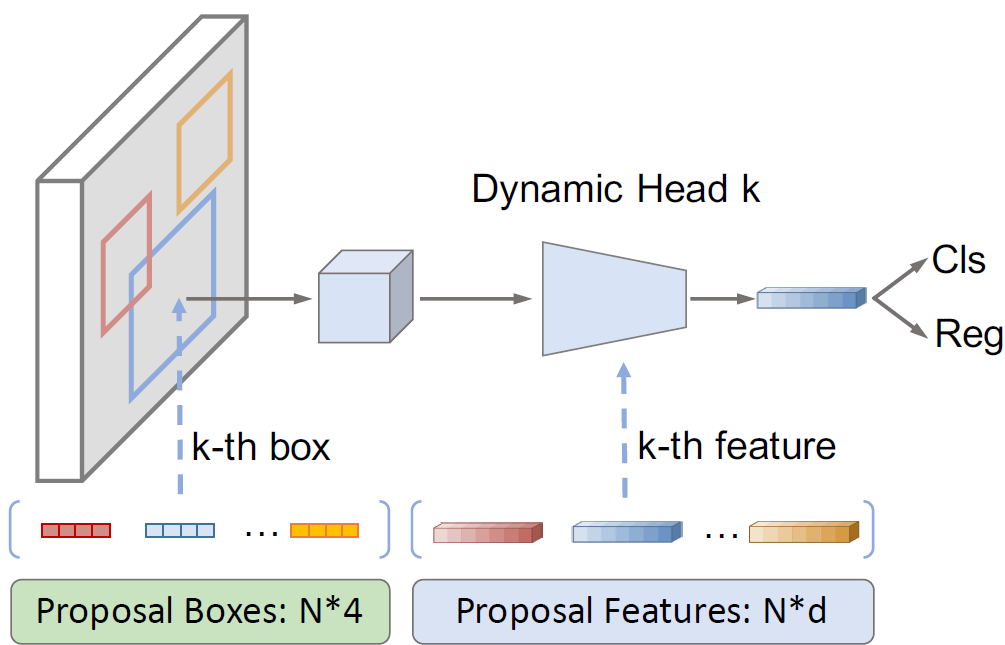 Dynamic Head k
Cls
Reg
k-th box
k-th feature
...
...
Proposal Boxes: N*4
Proposal Features: N*d